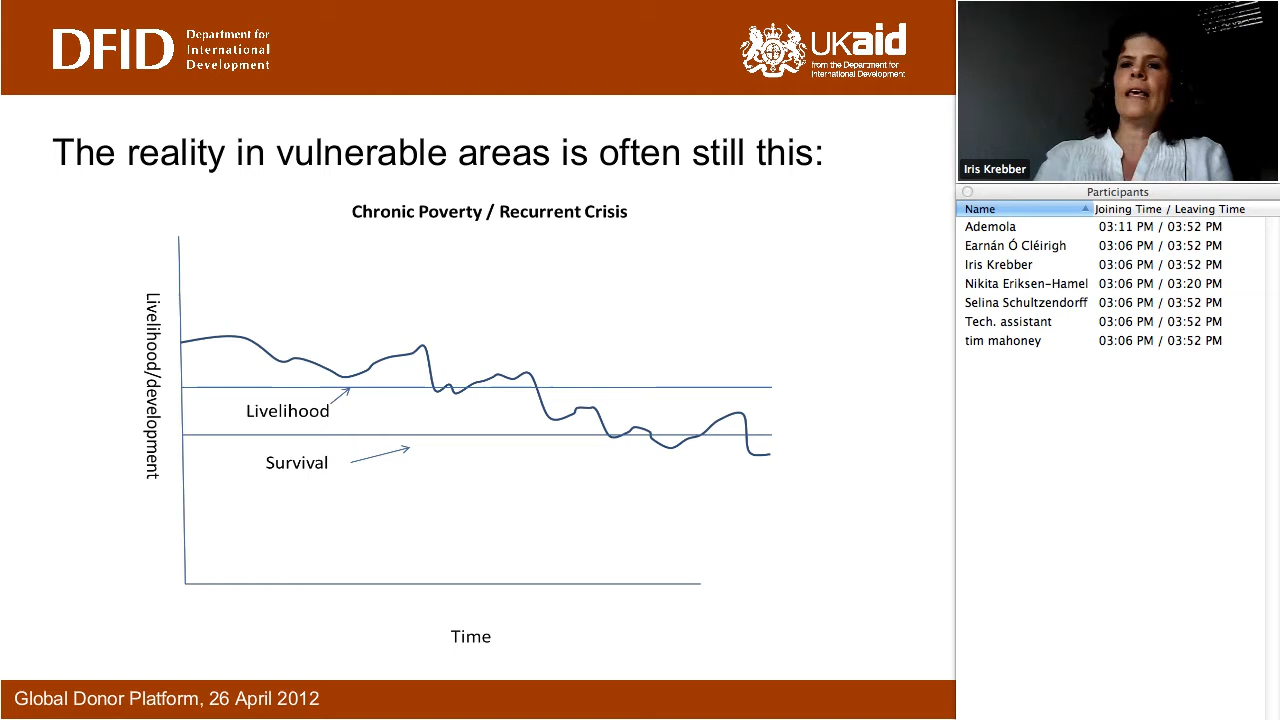 DFID
Department for
International
Development
UKaid
from the Department for
International Development
The reality in vulnerable areas is often still this:
Chronic Poverty / Recurrent Crisis
Livelihood/development
Livelihood
Survival
Time
Global Donor Platform, 26 April 2012
Iris Krebber
Participants
Name Joining Time / Leaving Time
Ademola 03:11 PM / 03:52 PM
Earnán Ó Cléirigh 03:06 PM / 03:52 PM
Iris Krebber 03:06 PM / 03:52 PM
Nikita Eriksen-Hamel 03:06 PM / 03:20 PM
Selina Schultzendorff 03:06 PM / 03:52 PM
Tech. assistant 03:06 PM / 03:52 PM
tim mahoney 03:06 PM / 03:52 PM